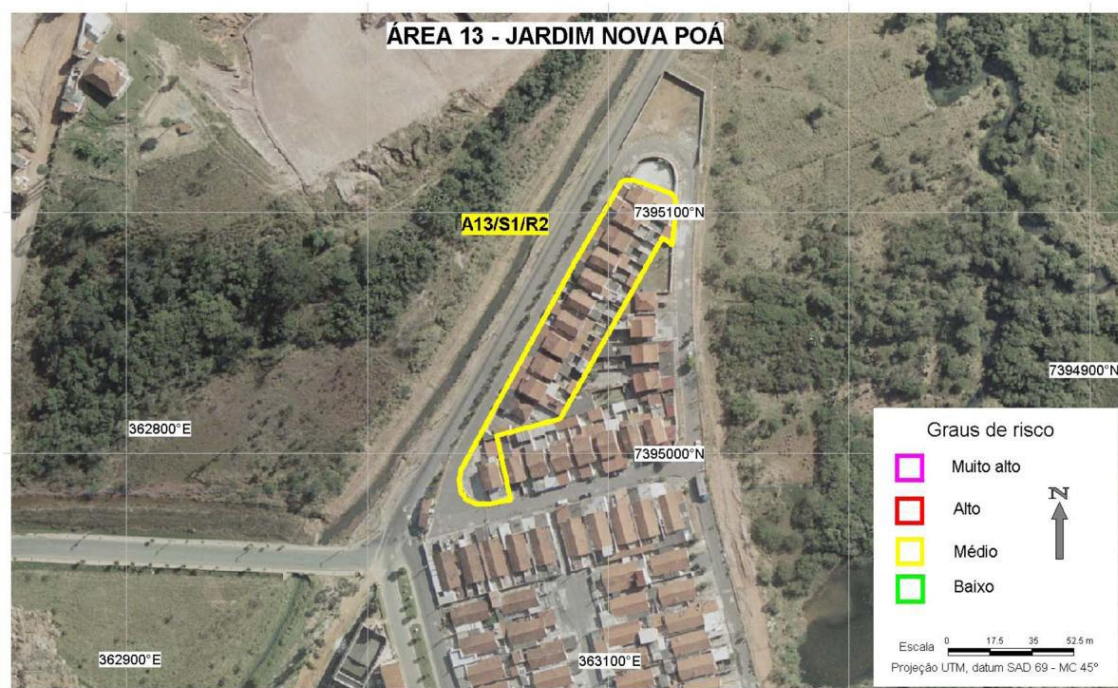 ÁREA 13 - JARDIM NOVA POÁ
A13/S1/R2
7395100°N
7394900°N
362800°E
7395000°N
Graus de risco
Muito alto
N
Alto
Médio
Baixo
362900°E
363100°E
Escala 0 17.5 35 52.5 m
Projeção UTM, datum SAD 69 - MC 45°